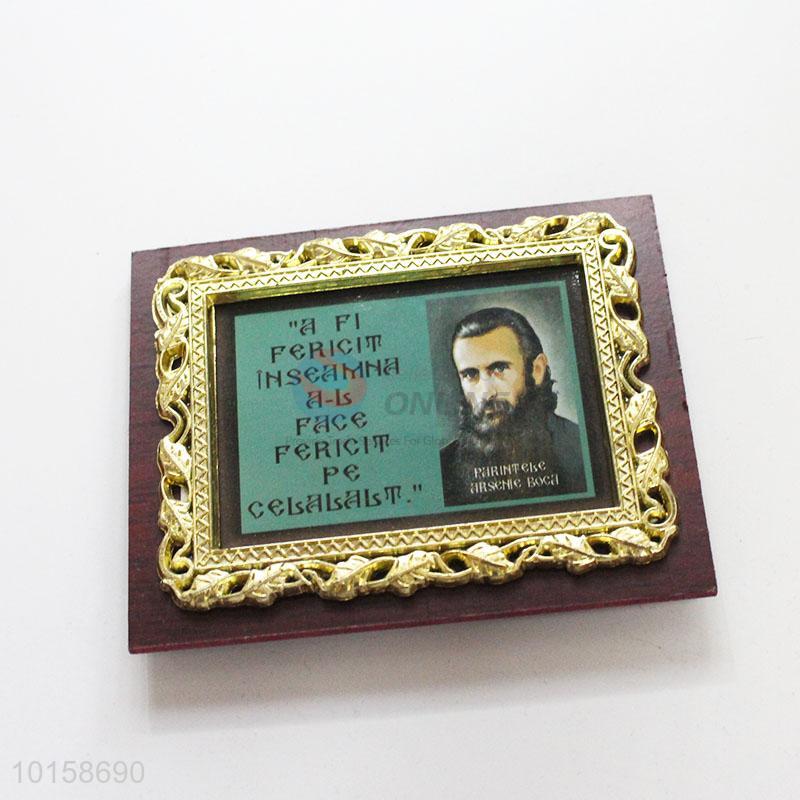 "A FI
FERICIT
ÎNSEAMNA
A-L
FACE
FERICIT
PE
CELALALT."
PARINTELE
ARSENIE BOCA
10158690